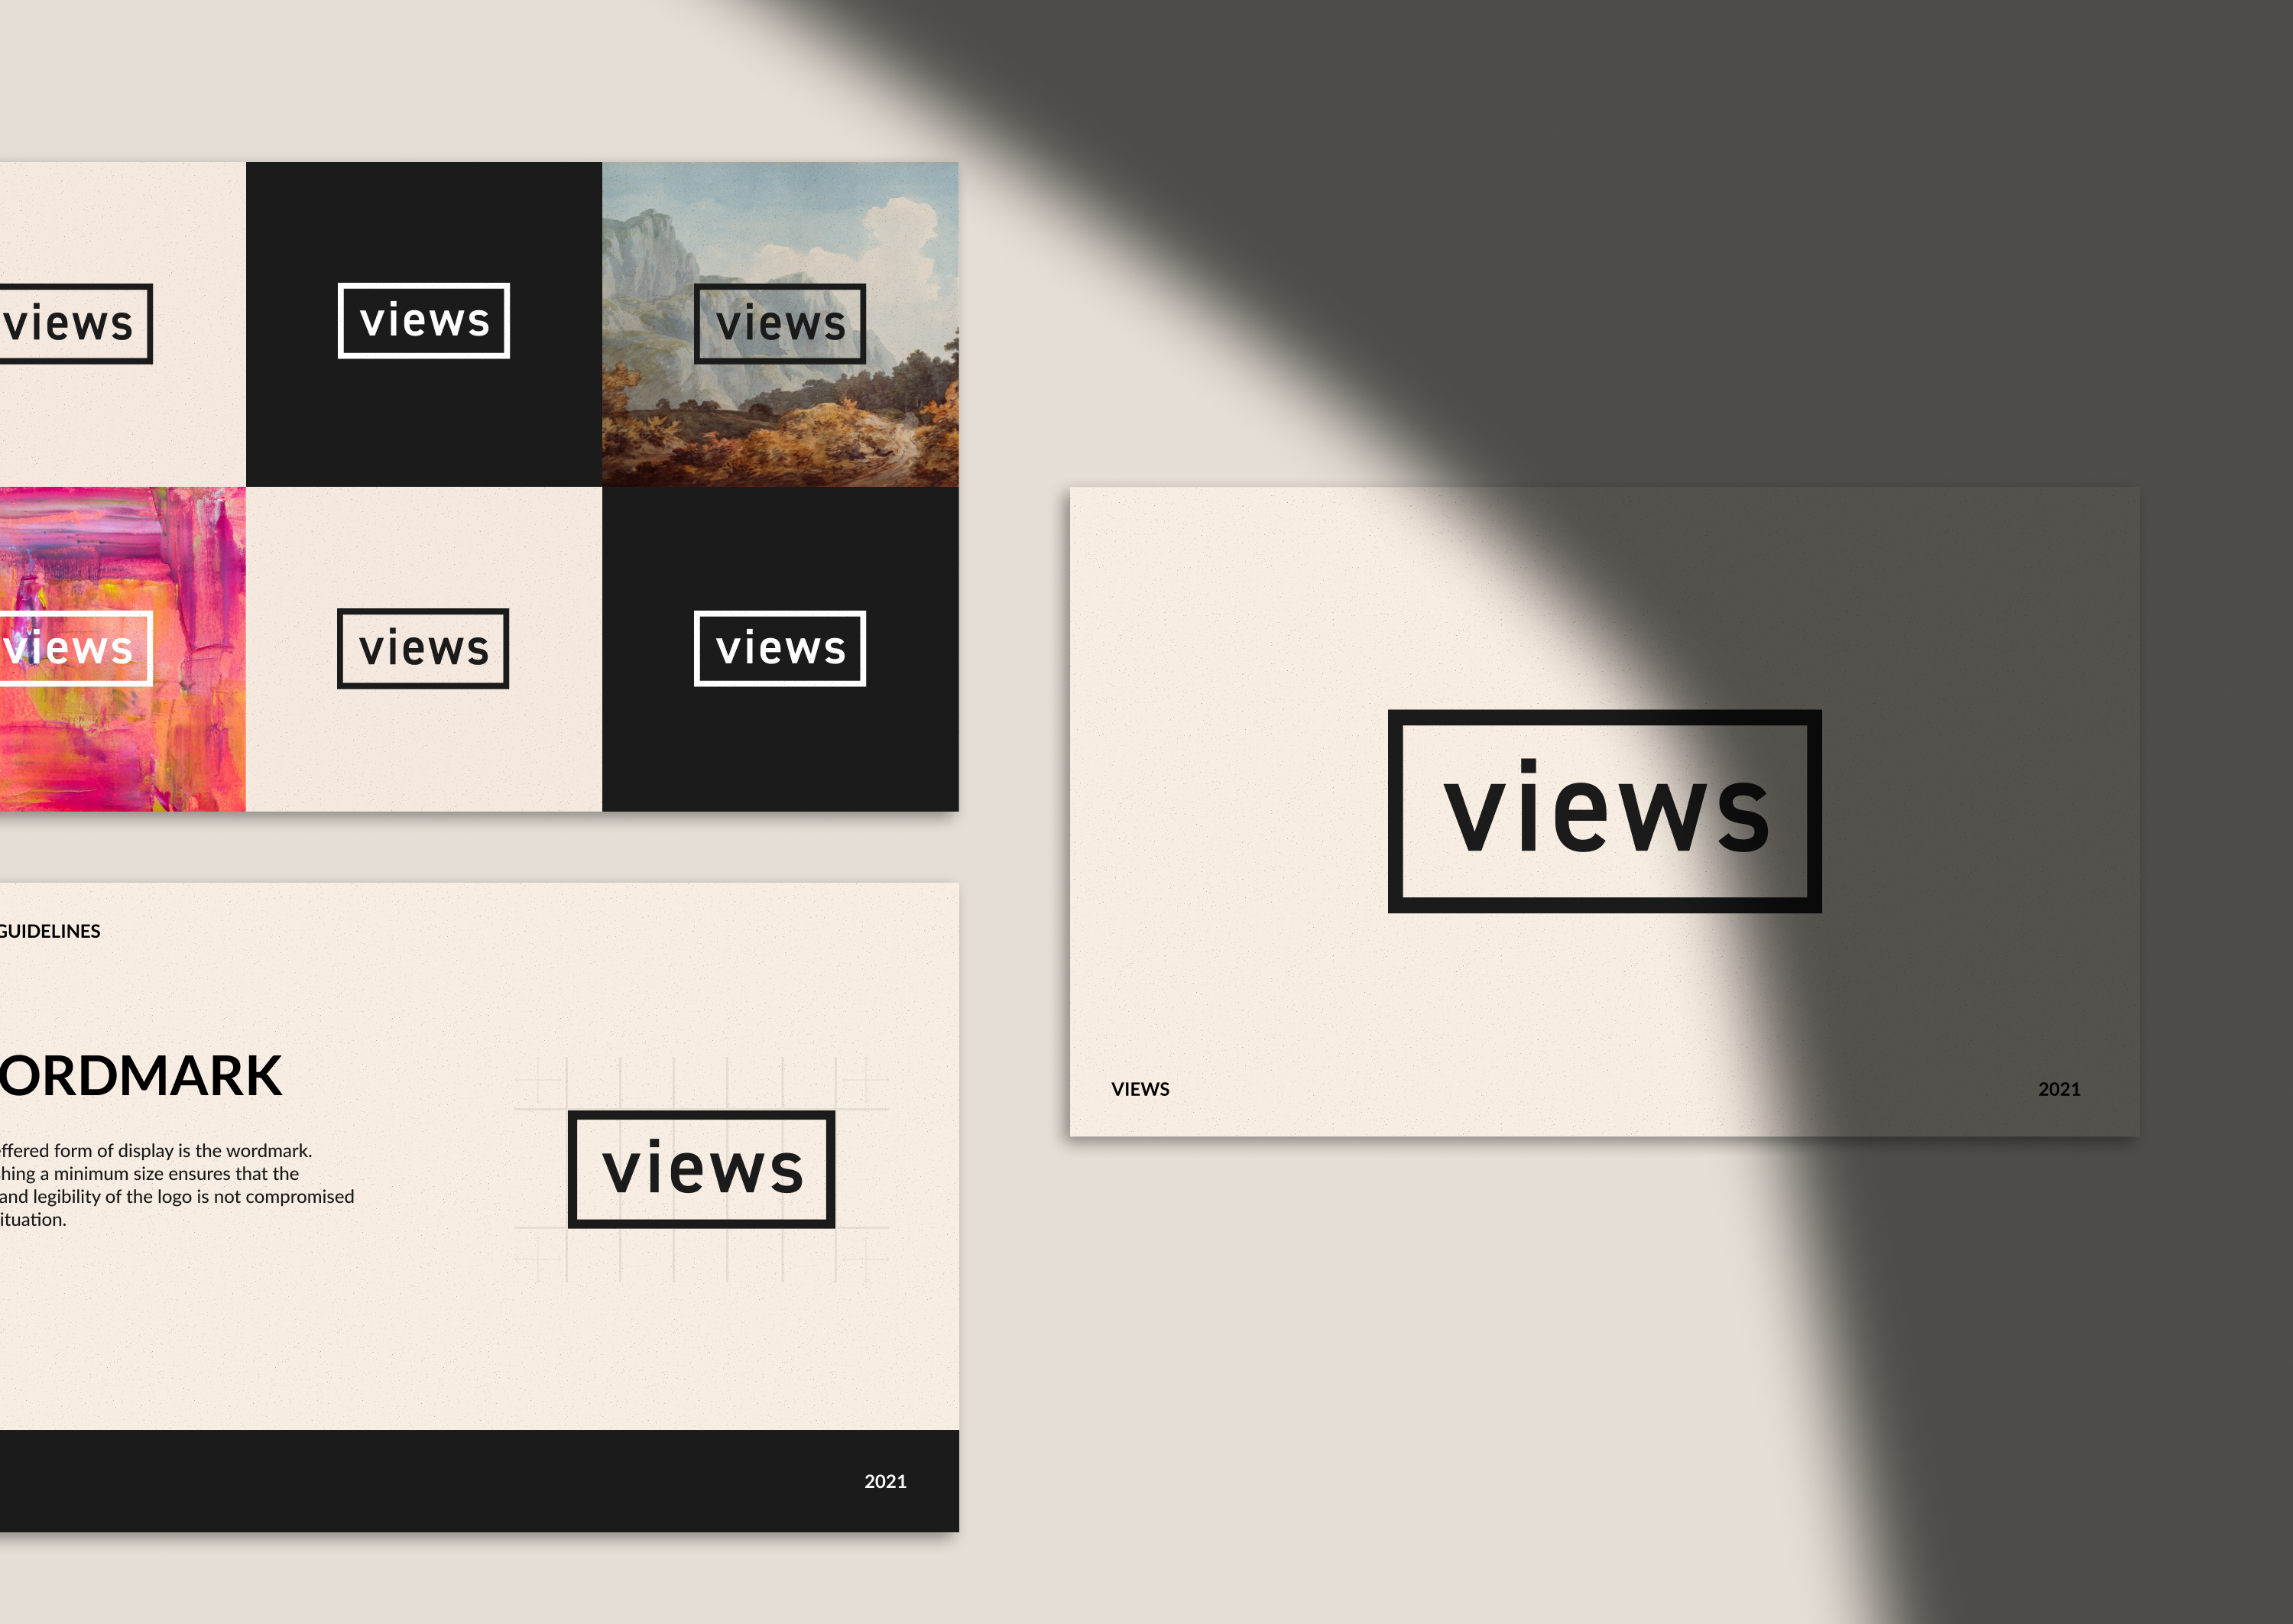 views
views
views
views
views
views
GUIDELINES
ORDMARK
ffered form of display is the wordmark.
hing a minimum size ensures that the
and legibility of the logo is not compromised
ituation.
views
2021
views
VIEWS
2021